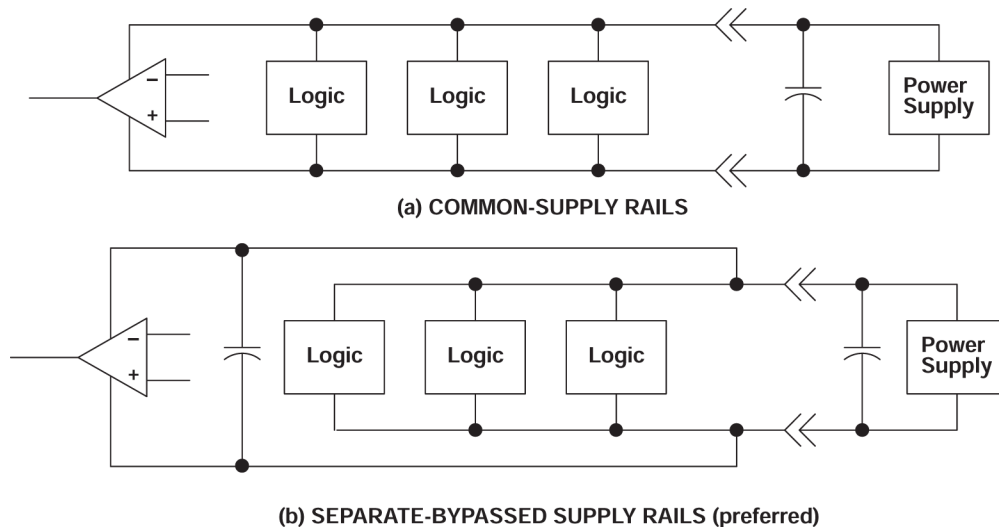 −
+
Logic
Logic
Logic
Power
Supply
(a) COMMON-SUPPLY RAILS
−
+
Logic
Logic
Logic
Power
Supply
(b) SEPARATE-BYPASSED SUPPLY RAILS (preferred)